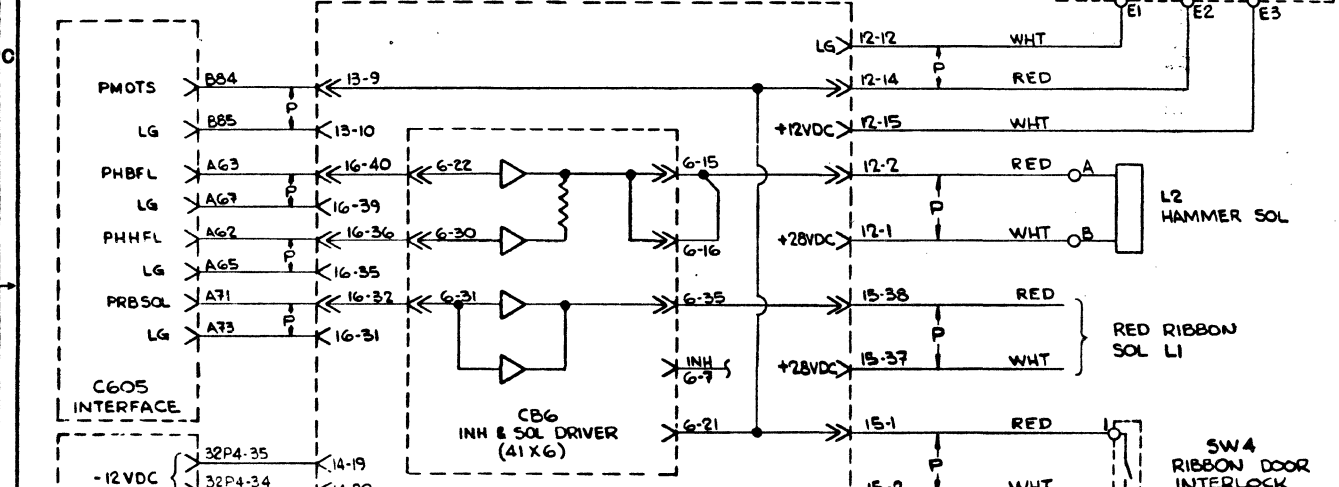 C
E1
E2
E3
LG 12-12 WHT
P
PMOTS B84 13-9 12-14 RED
P
LG B85 13-10 +12VDC 12-15 WHT
PHBFL A63 16-40 6-22 6-15 12-2 RED A
P
P
LG A67 16-39
L2
HAMMER SOL
PHHFL A62 16-36 6-30 6-16 +28VDC 12-1 WHT B
P
LG A65 16-35
PRBSOL A71 16-32 6-31 6-35 15-38 RED
P
P
LG A73 16-31
RED RIBBON
SOL L1
INH
6-7
+28VDC 15-37 WHT
C605
INTERFACE
CB6
INH & SOL DRIVER
(41X6)
6-21 15-1 RED 1
P
SW4
RIBBON DOOR
INTERLOCK
-12VDC
32P4-35 14-19
32P4-34
15-2 WHT